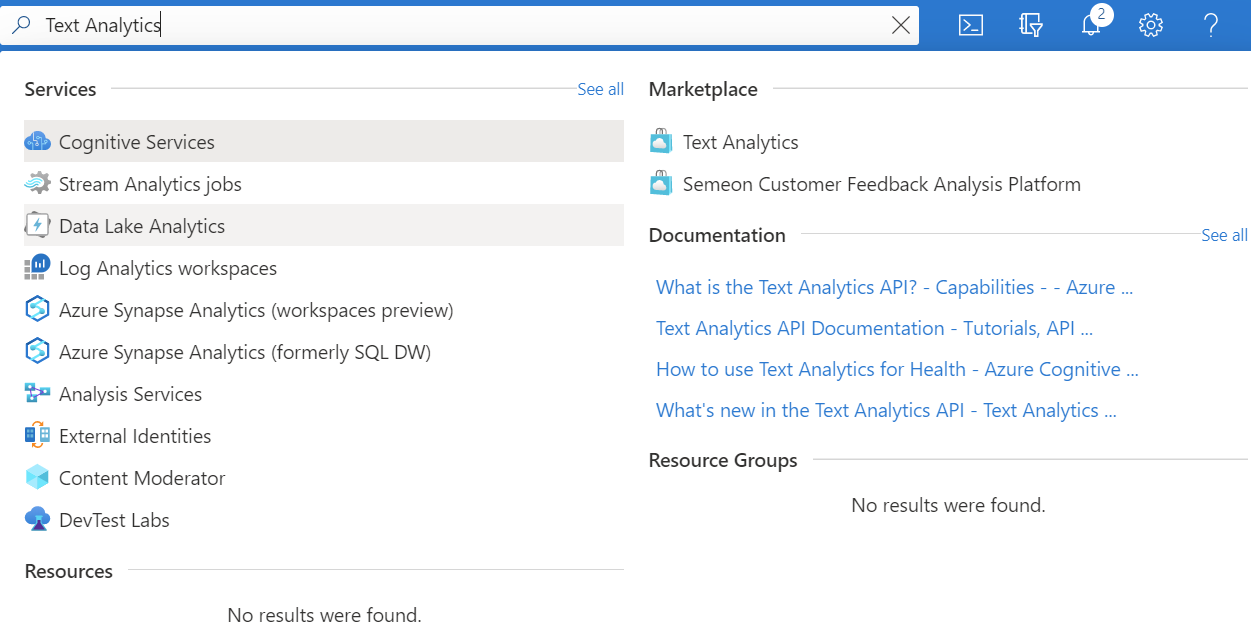 Text Analytics
2
Services
See all
Cognitive Services
Stream Analytics jobs
Data Lake Analytics
Log Analytics workspaces
Azure Synapse Analytics (workspaces preview)
Azure Synapse Analytics (formerly SQL DW)
Analysis Services
External Identities
Content Moderator
DevTest Labs
Resources
No results were found.
Marketplace
Text Analytics
Semeon Customer Feedback Analysis Platform
Documentation
See all
What is the Text Analytics API? - Capabilities - - Azure ...
Text Analytics API Documentation - Tutorials, API ...
How to use Text Analytics for Health - Azure Cognitive ...
What's new in the Text Analytics API - Text Analytics ...
Resource Groups
No results were found.